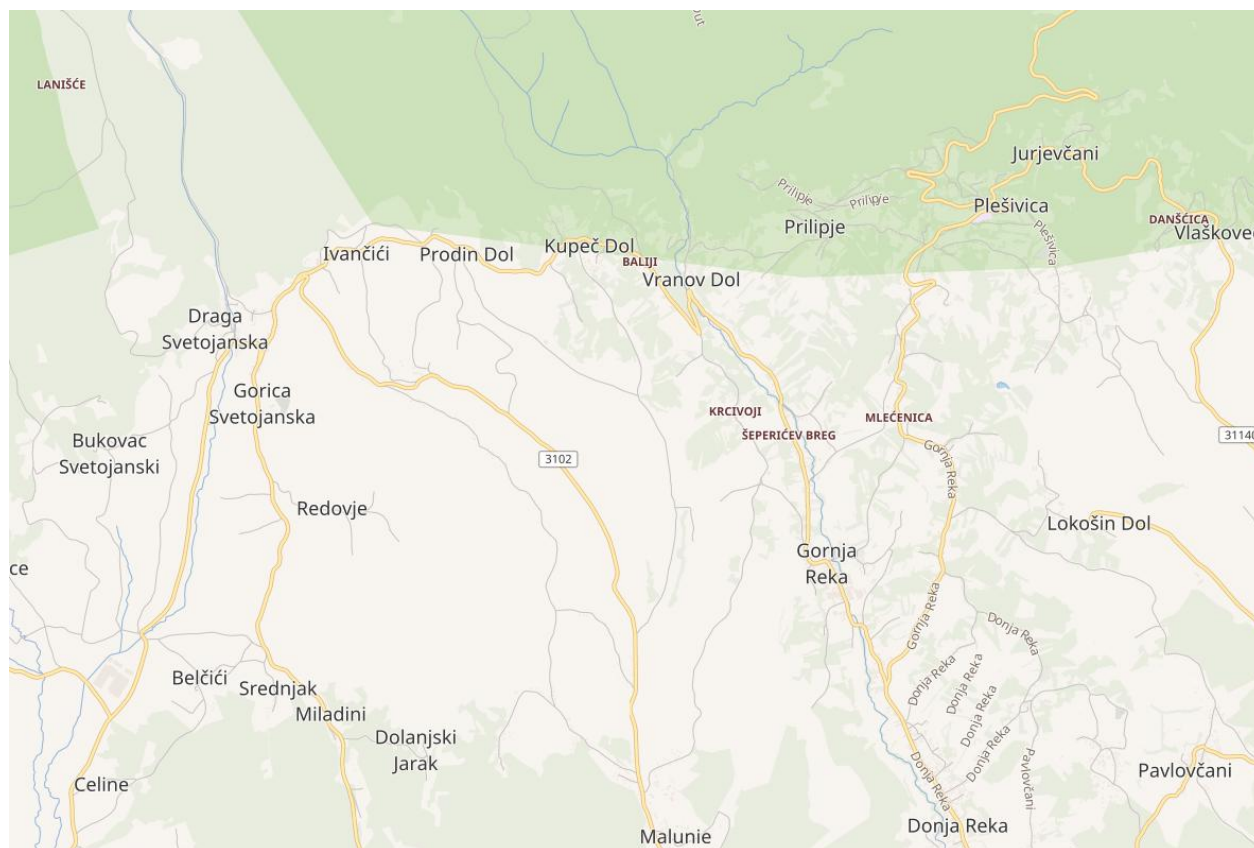 Dut
LANIŠĆE
Jurjevčani
Prilipje
Prilipje
Plešivica
DANŠĆICA
Prilipje
Plešivica
Vlaškovec
Ivančići
Prodin Dol
Kupeč Dol
BALIJI
Vranov Dol
Draga
Svetojanska
Gorica
Svetojanska
KRCIVOJI
ŠEPERIĆEV BREG
MLEĆENICA
Bukovac
Svetojanski
31140
3102
Gornja Reka
Redovje
Lokošin Dol
Gornja
Reka
ce
Gornja Reka
Donja Reka
Belčići
Srednjak
Miladini
Donja Reka
Donja Reka
Donja Reka
Donja Reka
Dolanjski
Jarak
Donja Reka
Pavlovčani
Pavlovčani
Celine
Malunie
Donja Reka